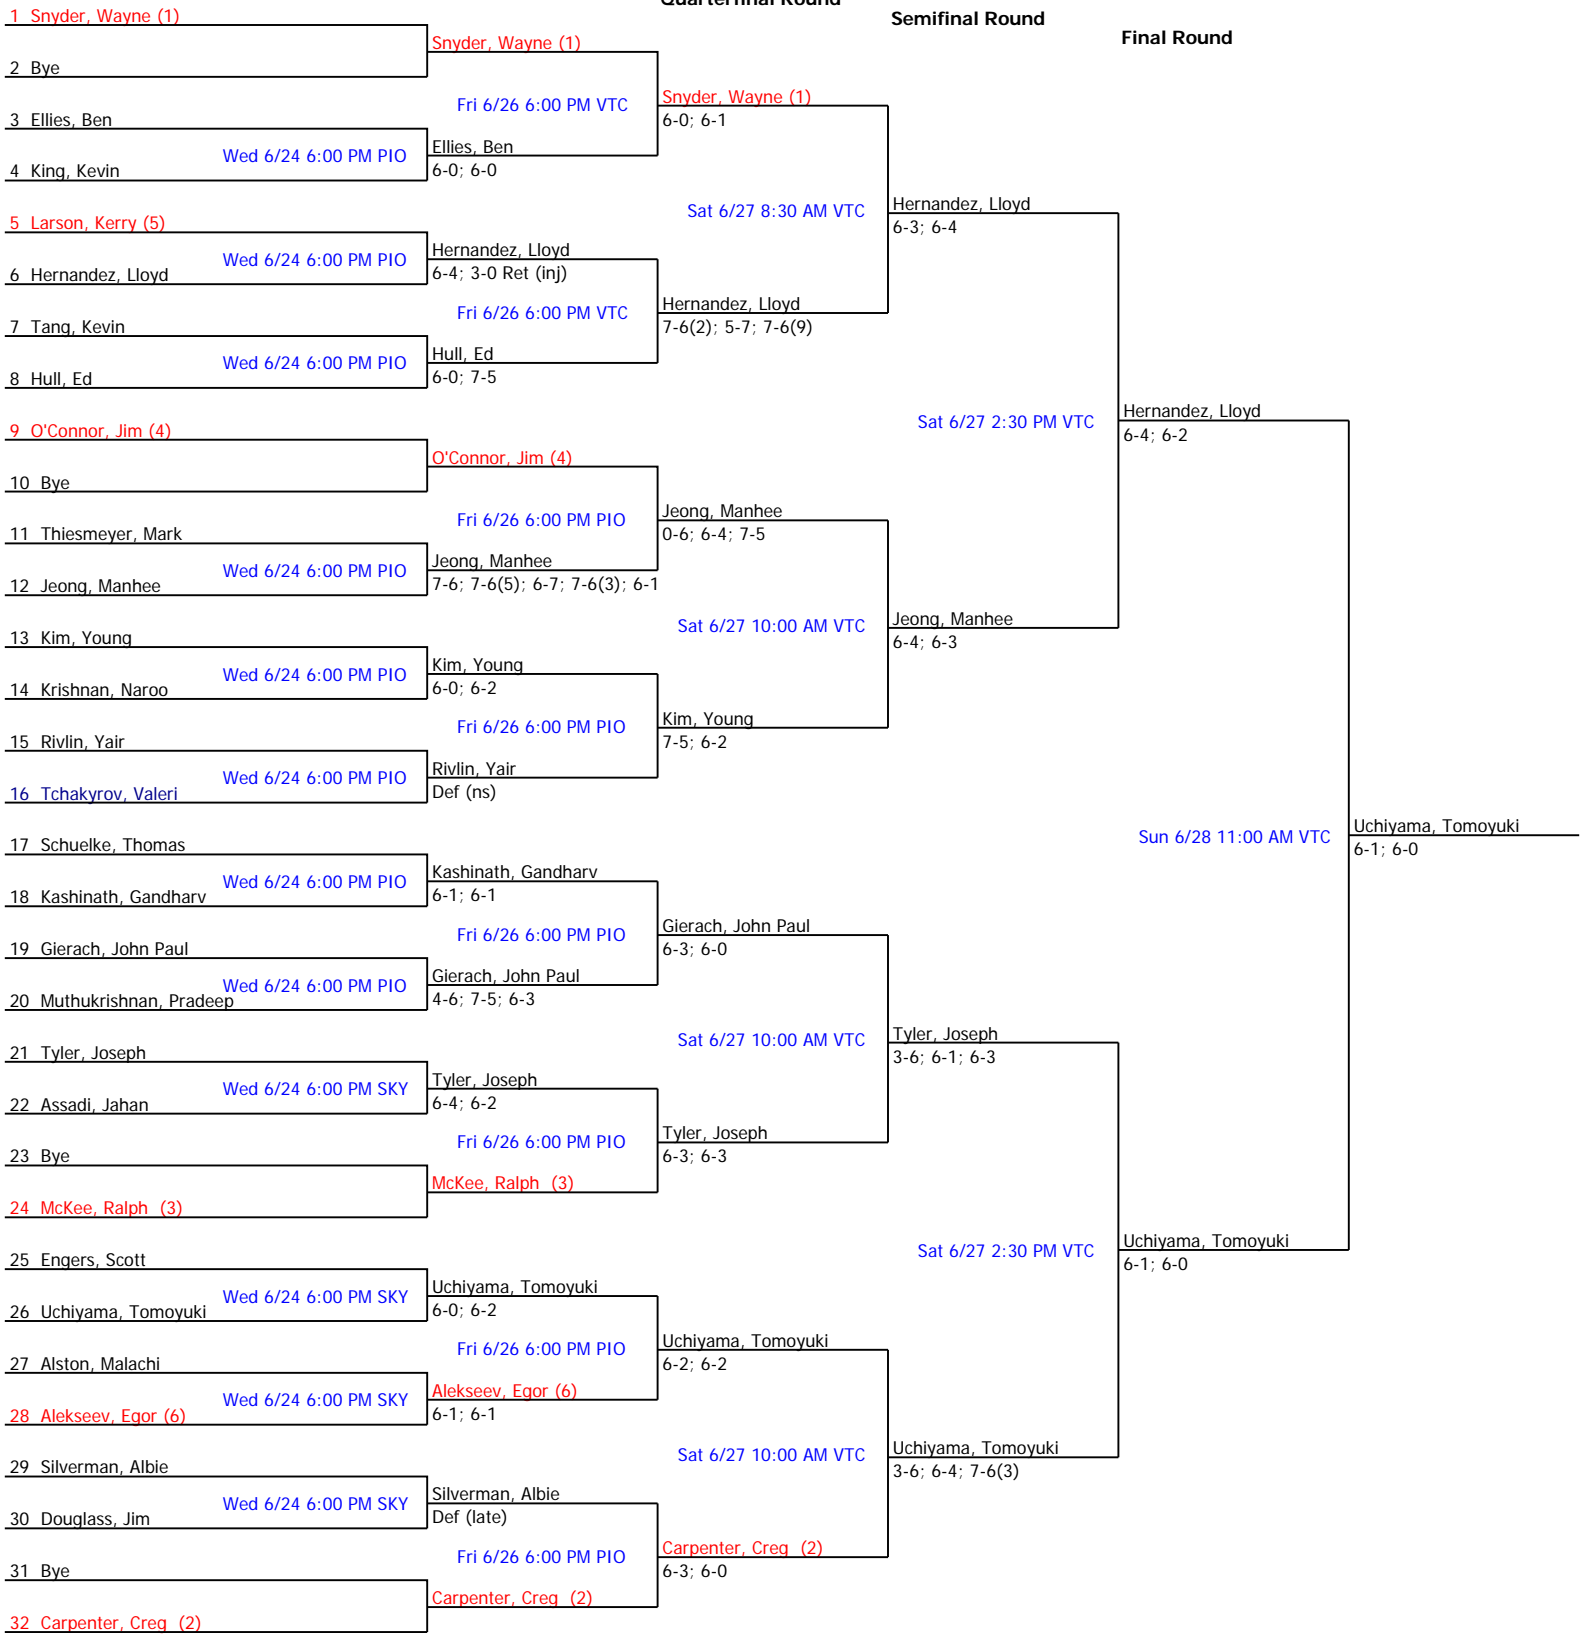 Quarterfinal Round
Semifinal Round
Final Round
1 Snyder, Wayne (1)
Snyder, Wayne (1)
2 Bye
Fri 6/26 6:00 PM VTC
Snyder, Wayne (1)
6-0; 6-1
3 Ellies, Ben
Wed 6/24 6:00 PM PIO
Ellies, Ben
6-0; 6-0
4 King, Kevin
Sat 6/27 8:30 AM VTC
Hernandez, Lloyd
6-3; 6-4
5 Larson, Kerry (5)
Wed 6/24 6:00 PM PIO
Hernandez, Lloyd
6-4; 3-0 Ret (inj)
6 Hernandez, Lloyd
Fri 6/26 6:00 PM VTC
Hernandez, Lloyd
7-6(2); 5-7; 7-6(9)
7 Tang, Kevin
Wed 6/24 6:00 PM PIO
Hull, Ed
6-0; 7-5
8 Hull, Ed
Sat 6/27 2:30 PM VTC
Hernandez, Lloyd
6-4; 6-2
9 O'Connor, Jim (4)
O'Connor, Jim (4)
10 Bye
Fri 6/26 6:00 PM PIO
Jeong, Manhee
0-6; 6-4; 7-5
11 Thiesmeyer, Mark
Wed 6/24 6:00 PM PIO
Jeong, Manhee
7-6; 7-6(5); 6-7; 7-6(3); 6-1
12 Jeong, Manhee
Sat 6/27 10:00 AM VTC
Jeong, Manhee
6-4; 6-3
13 Kim, Young
Wed 6/24 6:00 PM PIO
Kim, Young
6-0; 6-2
14 Krishnan, Naroo
Fri 6/26 6:00 PM PIO
Kim, Young
7-5; 6-2
15 Rivlin, Yair
Wed 6/24 6:00 PM PIO
Rivlin, Yair
Def (ns)
16 Tchakyrov, Valeri
Sun 6/28 11:00 AM VTC
Uchiyama, Tomoyuki
6-1; 6-0
17 Schuelke, Thomas
Wed 6/24 6:00 PM PIO
Kashinath, Gandharv
6-1; 6-1
18 Kashinath, Gandharv
Fri 6/26 6:00 PM PIO
Gierach, John Paul
6-3; 6-0
19 Gierach, John Paul
Wed 6/24 6:00 PM PIO
Gierach, John Paul
4-6; 7-5; 6-3
20 Muthukrishnan, Pradeep
Sat 6/27 10:00 AM VTC
Tyler, Joseph
3-6; 6-1; 6-3
21 Tyler, Joseph
Wed 6/24 6:00 PM SKY
Tyler, Joseph
6-4; 6-2
22 Assadi, Jahan
Fri 6/26 6:00 PM PIO
Tyler, Joseph
6-3; 6-3
23 Bye
McKee, Ralph (3)
24 McKee, Ralph (3)
Sat 6/27 2:30 PM VTC
Uchiyama, Tomoyuki
6-1; 6-0
25 Engers, Scott
Wed 6/24 6:00 PM SKY
Uchiyama, Tomoyuki
6-0; 6-2
26 Uchiyama, Tomoyuki
Fri 6/26 6:00 PM PIO
Uchiyama, Tomoyuki
6-2; 6-2
27 Alston, Malachi
Wed 6/24 6:00 PM SKY
Alekseev, Egor (6)
6-1; 6-1
28 Alekseev, Egor (6)
Sat 6/27 10:00 AM VTC
Uchiyama, Tomoyuki
3-6; 6-4; 7-6(3)
29 Silverman, Albie
Wed 6/24 6:00 PM SKY
Silverman, Albie
Def (late)
30 Douglass, Jim
Fri 6/26 6:00 PM PIO
Carpenter, Creg (2)
6-3; 6-0
31 Bye
Carpenter, Creg (2)
32 Carpenter, Creg (2)